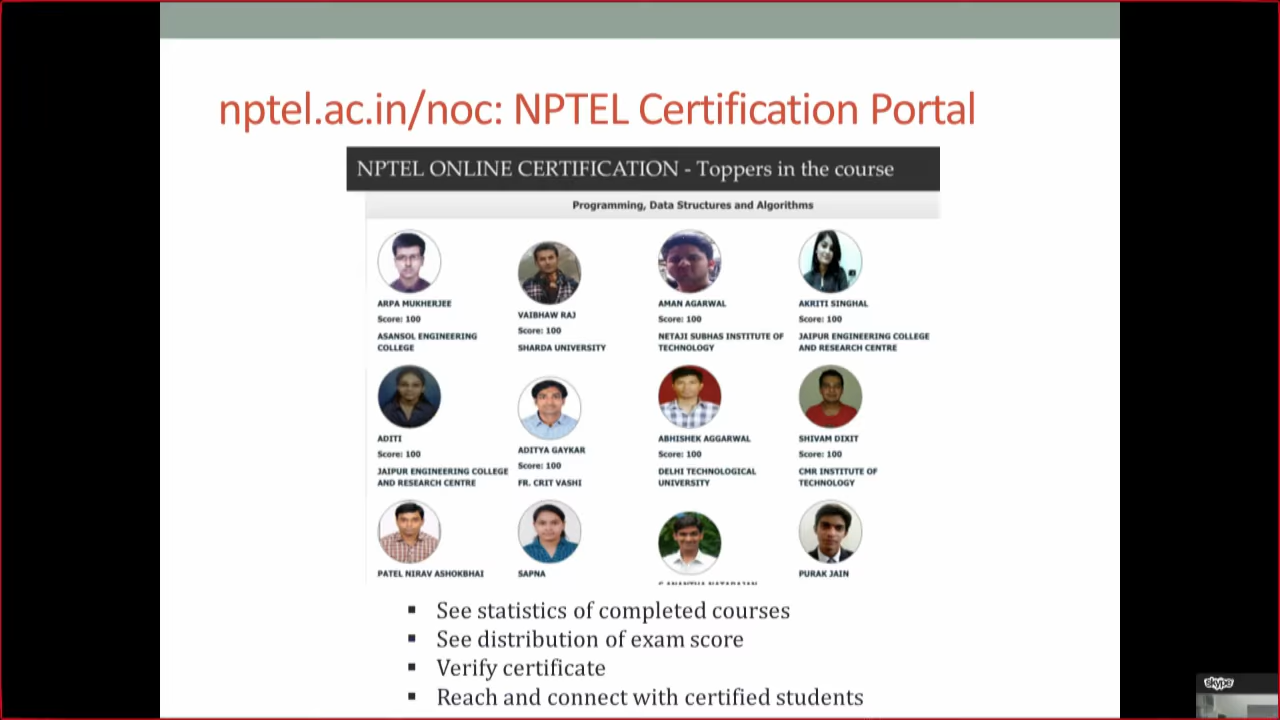 nptel.ac.in/noc: NPTEL Certification Portal
NPTEL ONLINE CERTIFICATION - Toppers in the course
Programming, Data Structures and Algorithms
ARPA MUKHERJEE
Score: 100
ASANSOL ENGINEERING
COLLEGE
VAIBHAW RAJ
Score: 100
SHARDA UNIVERSITY
AMAN AGARWAL
Score: 100
NETAJI SUBHAS INSTITUTE OF
TECHNOLOGY
AKRITI SINGHAL
Score: 100
JAIPUR ENGINEERING COLLEGE
AND RESEARCH CENTRE
ADITI
Score: 100
JAIPUR ENGINEERING COLLEGE
AND RESEARCH CENTRE
ADITYA GAYKAR
Score: 100
FR. CRIT VASHI
ABHISHEK AGGARWAL
Score: 100
DELHI TECHNOLOGICAL
UNIVERSITY
SHIVAM DIXIT
Score: 100
CMR INSTITUTE OF
TECHNOLOGY
PATEL NIRAV ASHOKBHAI
SAPNA
PURAK JAIN
▪ See statistics of completed courses
▪ See distribution of exam score
▪ Verify certificate
▪ Reach and connect with certified students
skype